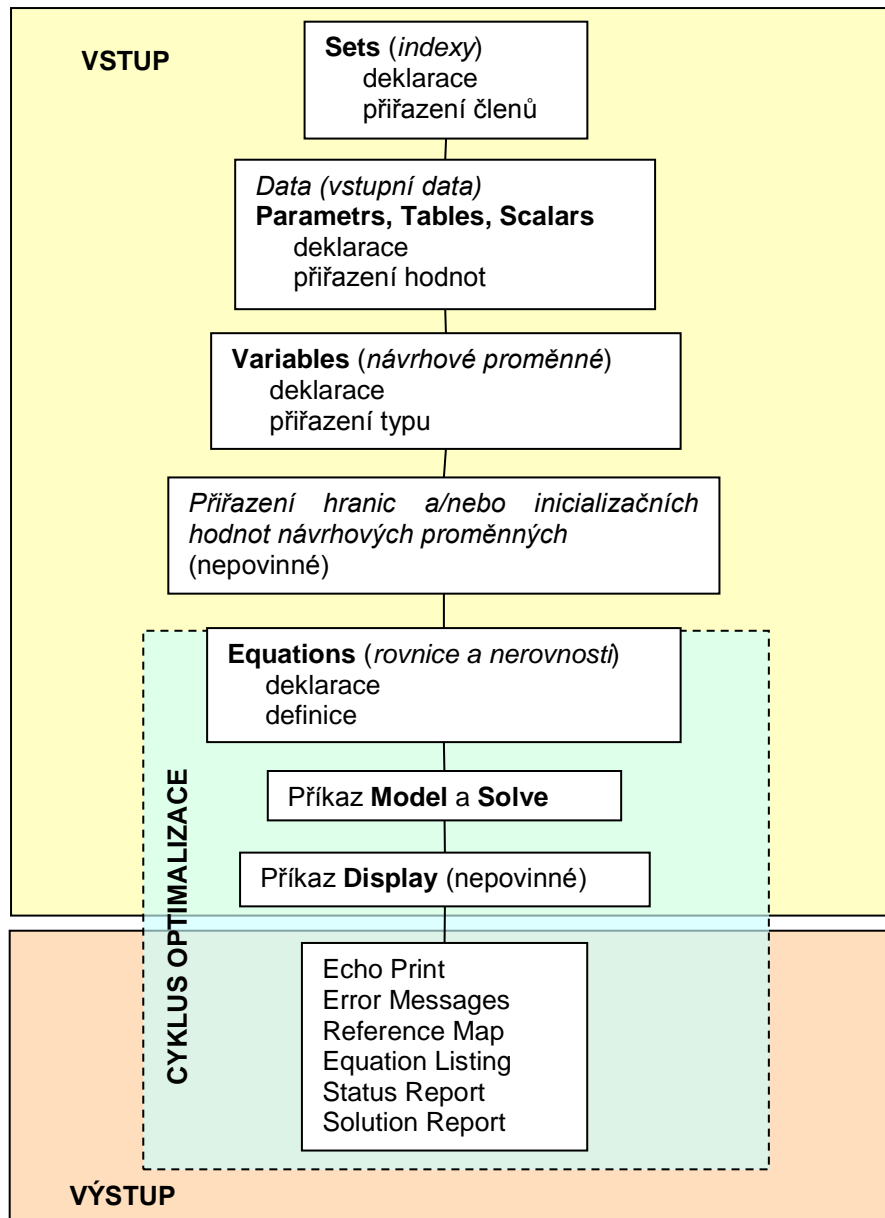 VSTUP
Sets (indexy)
deklarace
přiřazení členů
Data (vstupní data)
Parametrs, Tables, Scalars
deklarace
přiřazení hodnot
Variables (návrhové proměnné)
deklarace
přiřazení typu
Přiřazení hranic a/nebo inicializačních
hodnot návrhových proměnných
(nepovinné)
Equations (rovnice a nerovnosti)
deklarace
definice
Příkaz Model a Solve
Příkaz Display (nepovinné)
CYKLUS OPTIMALIZACE
Echo Print
Error Messages
Reference Map
Equation Listing
Status Report
Solution Report
VÝSTUP